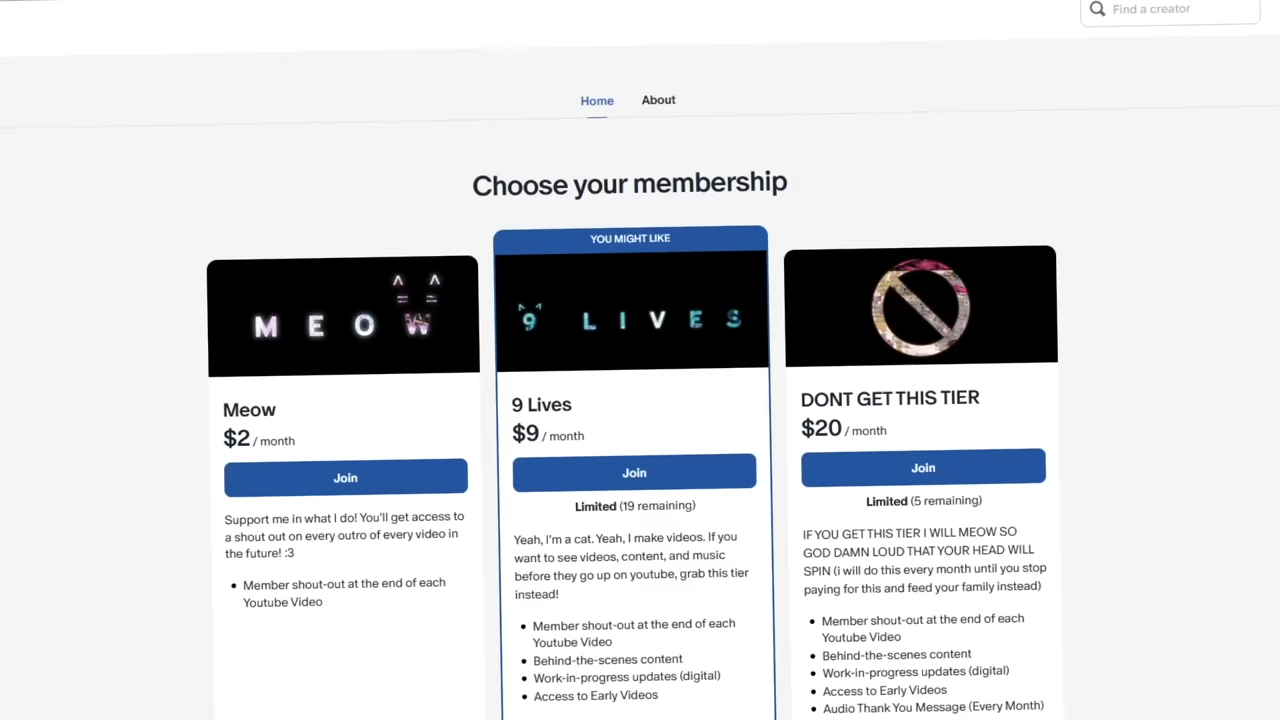 Find a creator
Home
About
Choose your membership
M E O W
Meow
$2 / month
Join
Support me in what I do! You'll get access to
a shout out on every outro of every video in
the future! :3
• Member shout-out at the end of each
Youtube Video
YOU MIGHT LIKE
9 LIVES
9 Lives
$9 / month
Join
Limited (19 remaining)
Yeah, I'm a cat. Yeah, I make videos. If you
want to see videos, content, and music
before they go up on youtube, grab this tier
instead!
• Member shout-out at the end of each
Youtube Video
• Behind-the-scenes content
• Work-in-progress updates (digital)
• Access to Early Videos
DONT GET THIS TIER
$20 / month
Join
Limited (5 remaining)
IF YOU GET THIS TIER I WILL MEOW SO
GOD DAMN LOUD THAT YOUR HEAD WILL
SPIN (i will do this every month until you stop
paying for this and feed your family instead)
• Member shout-out at the end of each
Youtube Video
• Behind-the-scenes content
• Work-in-progress updates (digital)
• Access to Early Videos
• Audio Thank You Message (Every Month)